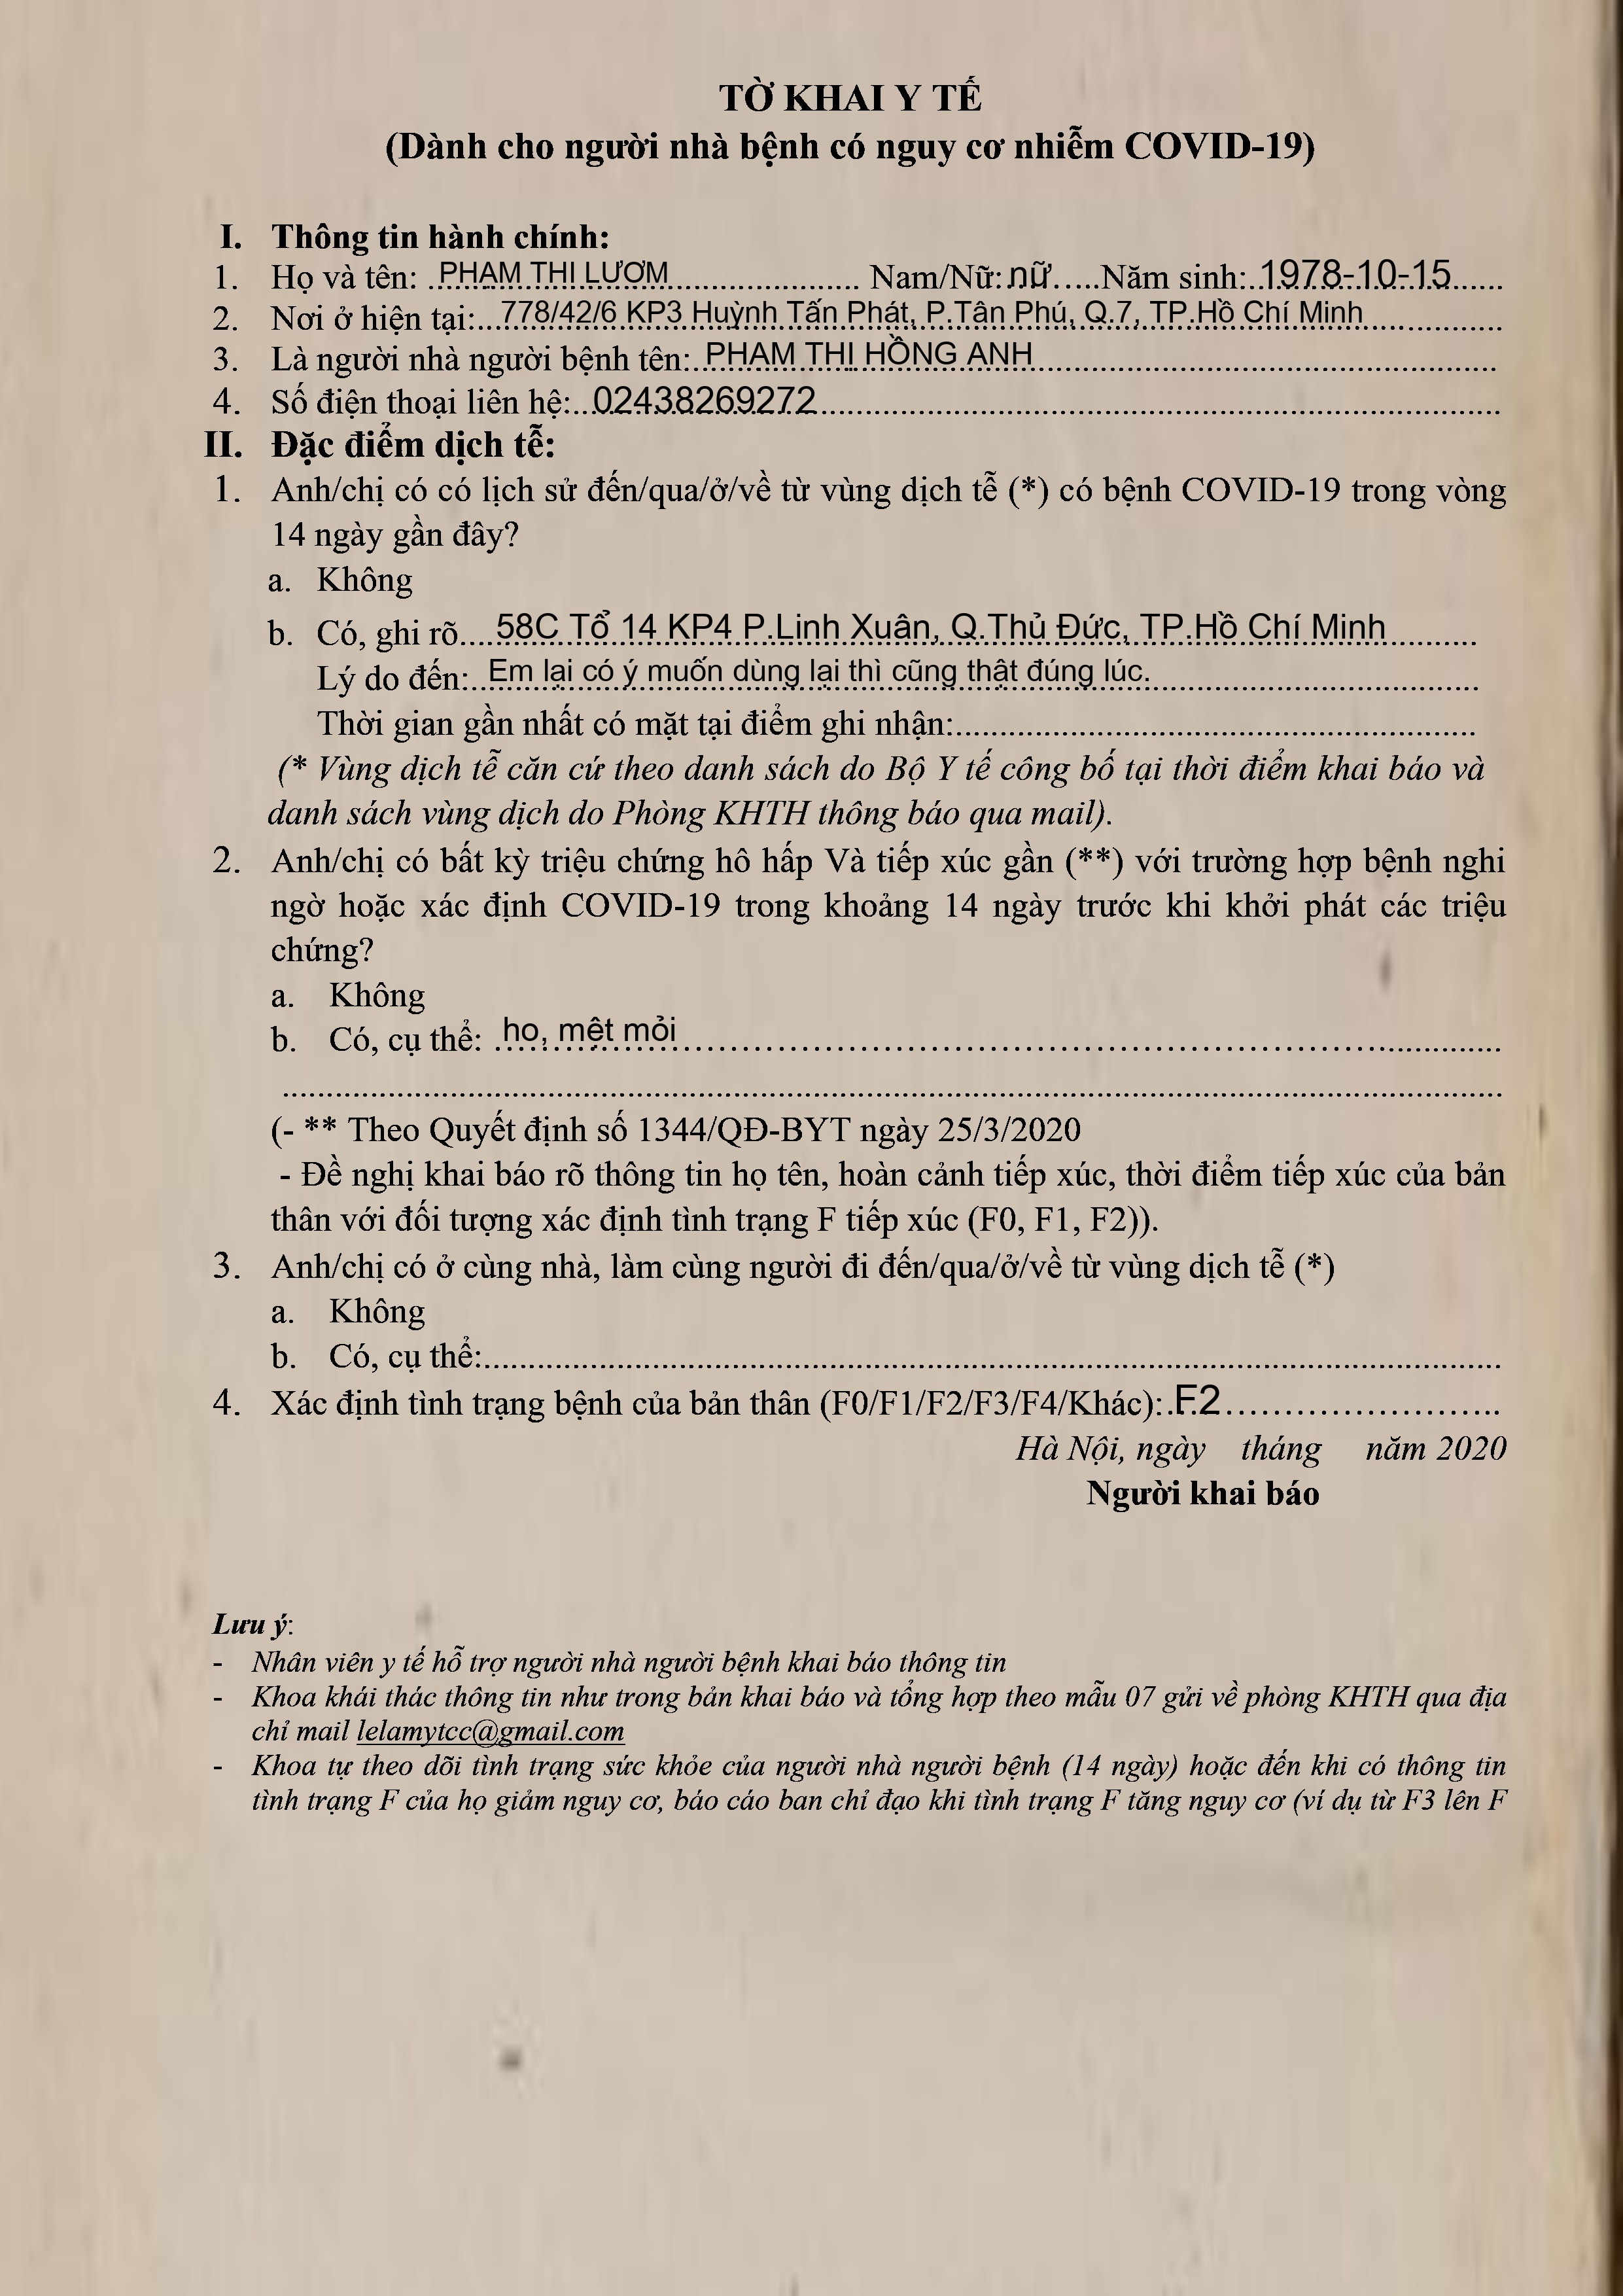 TỜ KHAI Y TẾ
(Dành cho người nhà bệnh có nguy cơ nhiễm COVID-19)
I. Thông tin hành chính:
1. Họ và tên: PHẠM THỊ LƯỢM Nam/Nữ: nữ Năm sinh: 1978-10-15
2. Nơi ở hiện tại: 778/42/6 KP3 Huỳnh Tấn Phát, P.Tân Phú, Q.7, TP.Hồ Chí Minh
3. Là người nhà người bệnh tên: PHẠM THỊ HỒNG ANH
4. Số điện thoại liên hệ: 02438269272
II. Đặc điểm dịch tễ:
1. Anh/chị có có lịch sử đến/qua/ở/về từ vùng dịch tễ (*) có bệnh COVID-19 trong vòng
14 ngày gần đây?
a. Không
b. Có, ghi rõ 58C Tổ 14 KP4 P.Linh Xuân, Q.Thủ Đức, TP.Hồ Chí Minh
Lý do đến: Em lại có ý muốn dùng lại thì cũng thật đúng lúc.
Thời gian gần nhất có mặt tại điểm ghi nhận:
(* Vùng dịch tễ căn cứ theo danh sách do Bộ Y tế công bố tại thời điểm khai báo và
danh sách vùng dịch do Phòng KHTH thông báo qua mail).
2. Anh/chị có bất kỳ triệu chứng hô hấp Và tiếp xúc gần (**) với trường hợp bệnh nghi
ngờ hoặc xác định COVID-19 trong khoảng 14 ngày trước khi khởi phát các triệu
chứng?
a. Không
b. Có, cụ thể: ho, mệt mỏi
(- ** Theo Quyết định số 1344/QĐ-BYT ngày 25/3/2020
- Đề nghị khai báo rõ thông tin họ tên, hoàn cảnh tiếp xúc, thời điểm tiếp xúc của bản
thân với đối tượng xác định tình trạng F tiếp xúc (F0, F1, F2)).
3. Anh/chị có ở cùng nhà, làm cùng người đi đến/qua/ở/về từ vùng dịch tễ (*)
a. Không
b. Có, cụ thể:
4. Xác định tình trạng bệnh của bản thân (F0/F1/F2/F3/F4/Khác): F2
Hà Nội, ngày tháng năm 2020
Người khai báo
Lưu ý:
- Nhân viên y tế hỗ trợ người nhà người bệnh khai báo thông tin
- Khoa khái thác thông tin như trong bản khai báo và tổng hợp theo mẫu 07 gửi về phòng KHTH qua địa
chỉ mail lelamytcc@gmail.com
- Khoa tự theo dõi tình trạng sức khỏe của người nhà người bệnh (14 ngày) hoặc đến khi có thông tin
tình trạng F của họ giảm nguy cơ, báo cáo ban chỉ đạo khi tình trạng F tăng nguy cơ (ví dụ từ F3 lên F